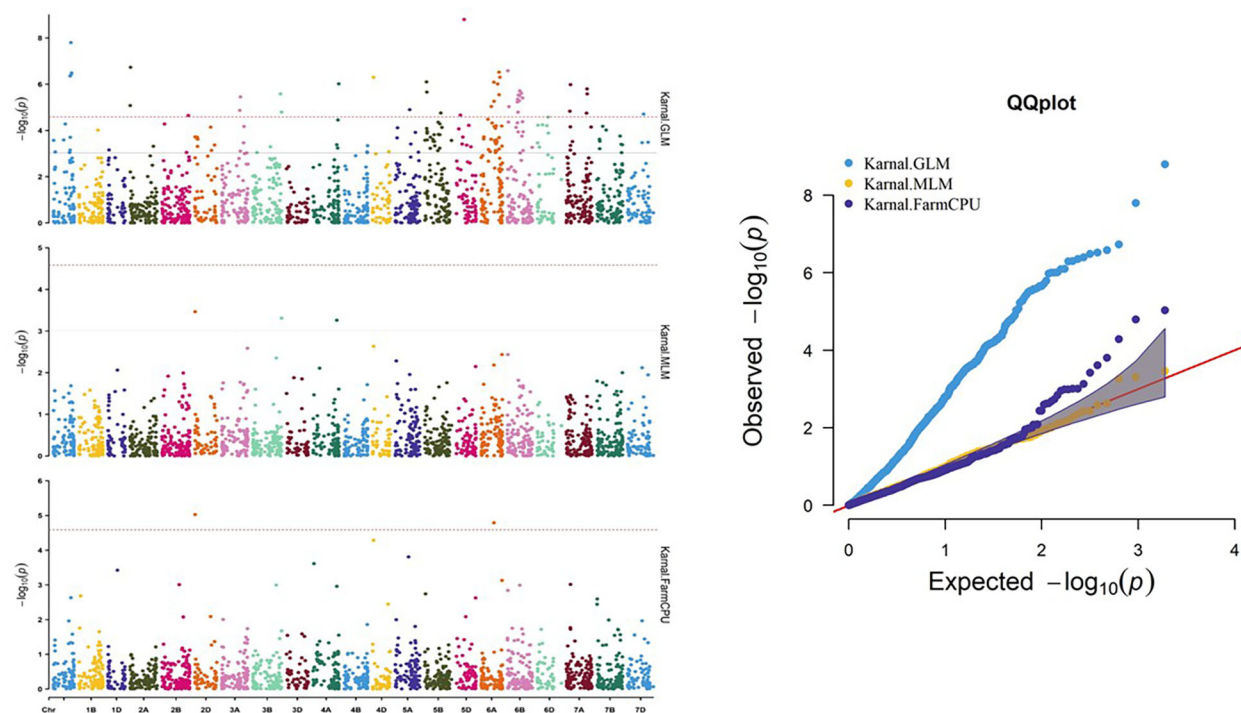 8
6
4
2
0
−log₁₀(p)
Karnal.GLM
5
4
3
2
1
0
−log₁₀(p)
Karnal.MLM
6
5
4
3
2
1
0
−log₁₀(p)
Karnal.FarmCPU
Chr 1B 1D 2A 2B 2D 3A 3B 3D 4A 4B 4D 5A 5B 5D 6A 6B 6D 7A 7B 7D
QQplot
Karnal.GLM
Karnal.MLM
Karnal.FarmCPU
8
6
4
2
0
Observed −log₁₀(p)
0 1 2 3 4
Expected −log₁₀(p)